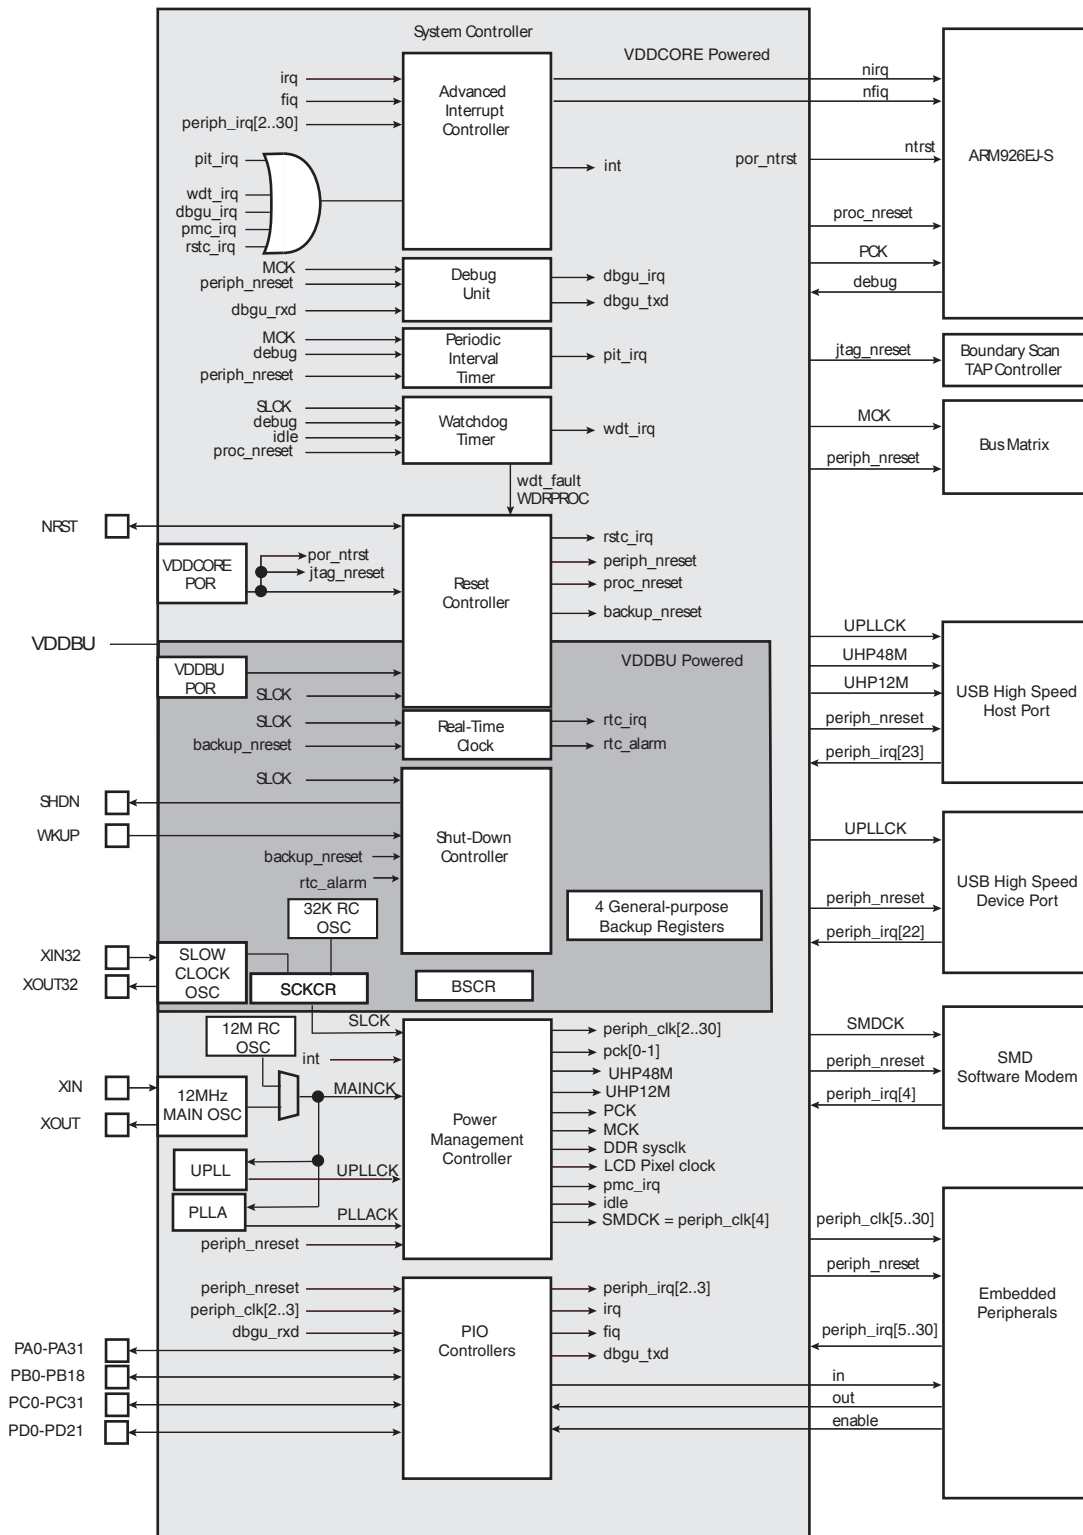 System Controller
VDDCORE Powered
irq
fiq
periph_irq[2..30]
Advanced
Interrupt
Controller
int
pit_irq
wdt_irq
dbgu_irq
pmc_irq
rstc_irq
nirq
nfiq
por_ntrst
ntrst
ARM926EJ-S
proc_nreset
PCK
debug
MCK
periph_nreset
dbgu_rxd
Debug
Unit
dbgu_irq
dbgu_txd
MCK
debug
periph_nreset
Periodic
Interval
Timer
pit_irq
jtag_nreset
Boundary Scan
TAP Controller
SLCK
debug
idle
proc_nreset
Watchdog
Timer
wdt_irq
MCK
periph_nreset
Bus Matrix
wdt_fault
WDRPROC
NRST
VDDCORE
POR
por_ntrst
jtag_nreset
Reset
Controller
rstc_irq
periph_nreset
proc_nreset
backup_nreset
VDDBU
VDDBU Powered
VDDBU
POR
SLCK
UPLLCK
UHP48M
UHP12M
periph_nreset
periph_irq[23]
USB High Speed
Host Port
SLCK
backup_nreset
Real-Time
Clock
rtc_irq
rtc_alarm
SLCK
SHDN
WKUP
backup_nreset
rtc_alarm
Shut-Down
Controller
4 General-purpose
Backup Registers
UPLLCK
periph_nreset
periph_irq[22]
USB High Speed
Device Port
32K RC
OSC
XIN32
XOUT32
SLOW
CLOCK
OSC
SCKCR
BSCR
SLCK
12M RC
OSC
int
XIN
XOUT
12MHz
MAIN OSC
MAINCK
UPLL
UPLLCK
PLLA
PLLACK
periph_nreset
Power
Management
Controller
periph_clk[2..30]
pck[0-1]
UHP48M
UHP12M
PCK
MCK
DDR sysclk
LCD Pixel clock
pmc_irq
idle
SMDCK = periph_clk[4]
SMDCK
periph_nreset
periph_irq[4]
SMD
Software Modem
periph_nreset
periph_clk[2..3]
dbgu_rxd
PA0-PA31
PB0-PB18
PC0-PC31
PD0-PD21
PIO
Controllers
periph_irq[2..3]
irq
fiq
dbgu_txd
periph_clk[5..30]
periph_nreset
periph_irq[5..30]
in
out
enable
Embedded
Peripherals